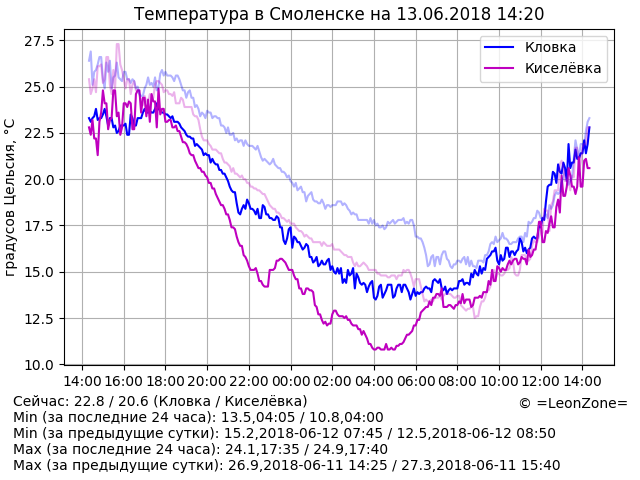 Температура в Смоленске на 13.06.2018 14:20
Кловка
Киселёвка
градусов Цельсия, °C
27.5
25.0
22.5
20.0
17.5
15.0
12.5
10.0
14:00 16:00 18:00 20:00 22:00 00:00 02:00 04:00 06:00 08:00 10:00 12:00 14:00
Сейчас: 22.8 / 20.6 (Кловка / Киселёвка)
© =LeonZone=
Min (за последние 24 часа): 13.5,04:05 / 10.8,04:00
Min (за предыдущие сутки): 15.2,2018-06-12 07:45 / 12.5,2018-06-12 08:50
Max (за последние 24 часа): 24.1,17:35 / 24.9,17:40
Max (за предыдущие сутки): 26.9,2018-06-11 14:25 / 27.3,2018-06-11 15:40